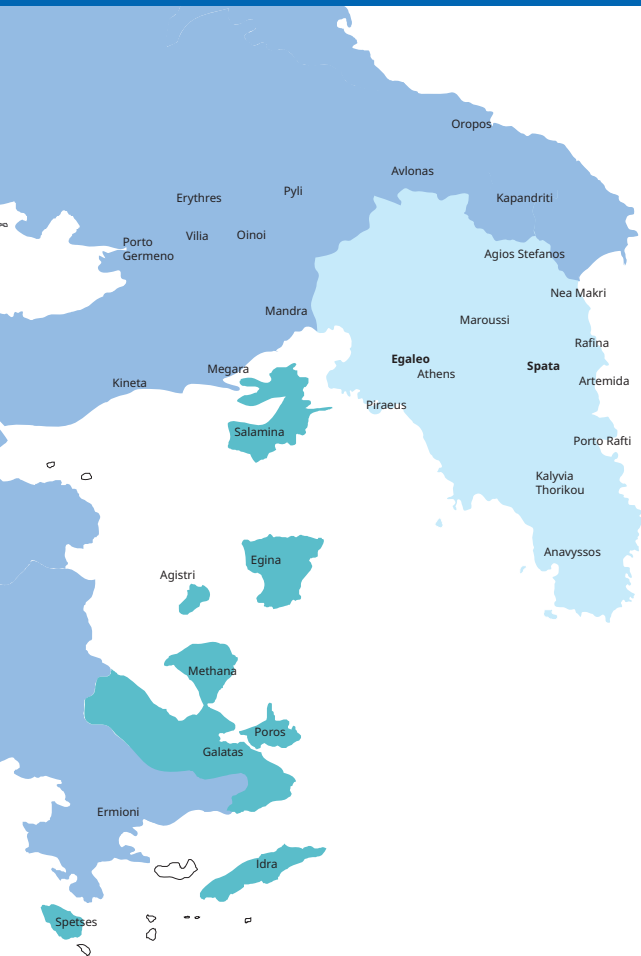 Oropos
Avlonas
Pyli
Erythres
Kapandriti
Vilia
Oinoi
Porto
Germeno
Agios Stefanos
Nea Makri
Mandra
Maroussi
Rafina
Egaleo
Spata
Megara
Athens
Kineta
Artemida
Piraeus
Salamina
Porto Rafti
Kalyvia
Thorikou
Anavyssos
Egina
Agistri
Methana
Poros
Galatas
Ermioni
Idra
Spetses